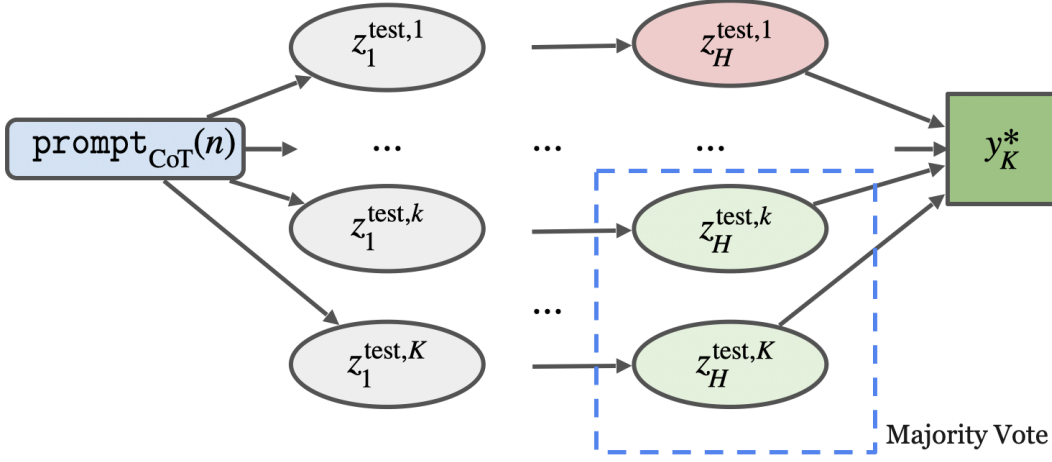 z_1^{test,1} z_H^{test,1}
prompt_CoT(n) ... ... ... y_K^*
z_1^{test,k} z_H^{test,k}
...
z_1^{test,K} z_H^{test,K}
Majority Vote